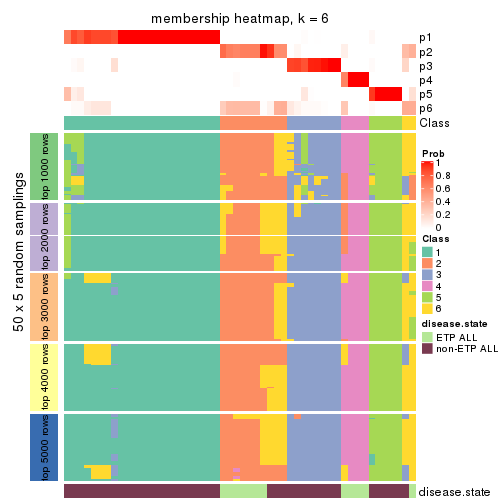 membership heatmap, k = 6
p1
p2
p3
p4
p5
p6
Class
50 x 5 random samplings
top 1000 rows
top 2000 rows
top 3000 rows
top 4000 rows
top 5000 rows
Prob
1
0.8
0.6
0.4
0.2
0
Class
1
2
3
4
5
6
disease.state
ETP ALL
non-ETP ALL
disease.state